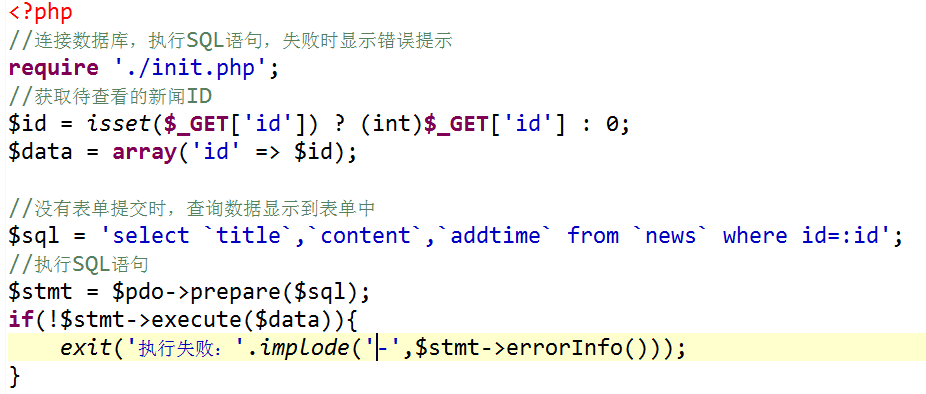 <?php
//连接数据库，执行SQL语句，失败时显示错误提示
require './init.php';
//获取待查看的新闻ID
$id = isset($_GET['id']) ? (int)$_GET['id'] : 0;
$data = array('id' => $id);
//没有表单提交时，查询数据显示到表单中
$sql = 'select `title`,`content`,`addtime` from `news` where id=:id';
//执行SQL语句
$stmt = $pdo->prepare($sql);
if(!$stmt->execute($data)){
    exit('执行失败：'.implode('-',$stmt->errorInfo()));
}